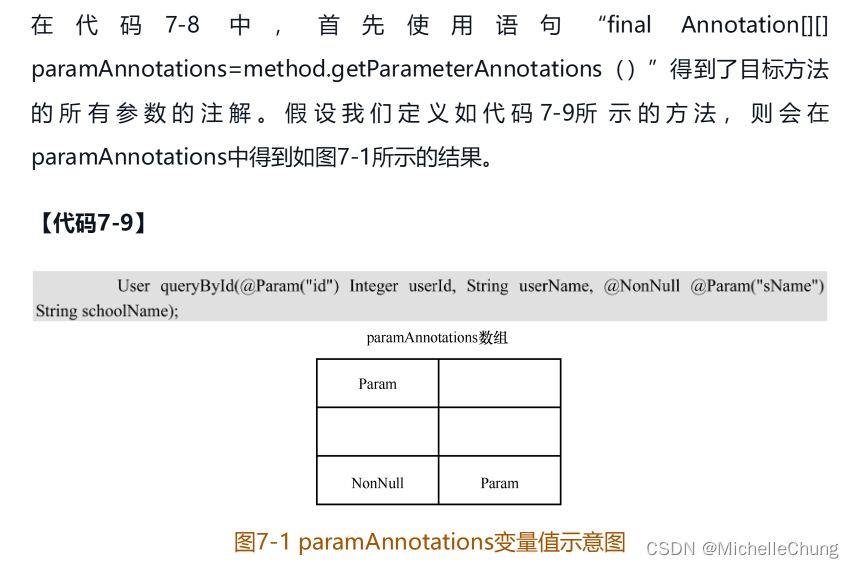 在代码7-8中，首先使用语句“final Annotation[][]
paramAnnotations=method.getParameterAnnotations（）”得到了目标方法
的所有参数的注解。假设我们定义如代码7-9所示的方法，则会在
paramAnnotations中得到如图7-1所示的结果。
【代码7-9】
User queryById(@Param("id") Integer userId, String userName, @NonNull @Param("sName")
String schoolName);
paramAnnotations数组
Param
NonNull Param
图7-1 paramAnnotations变量值示意图
CSDN @MichelleChung